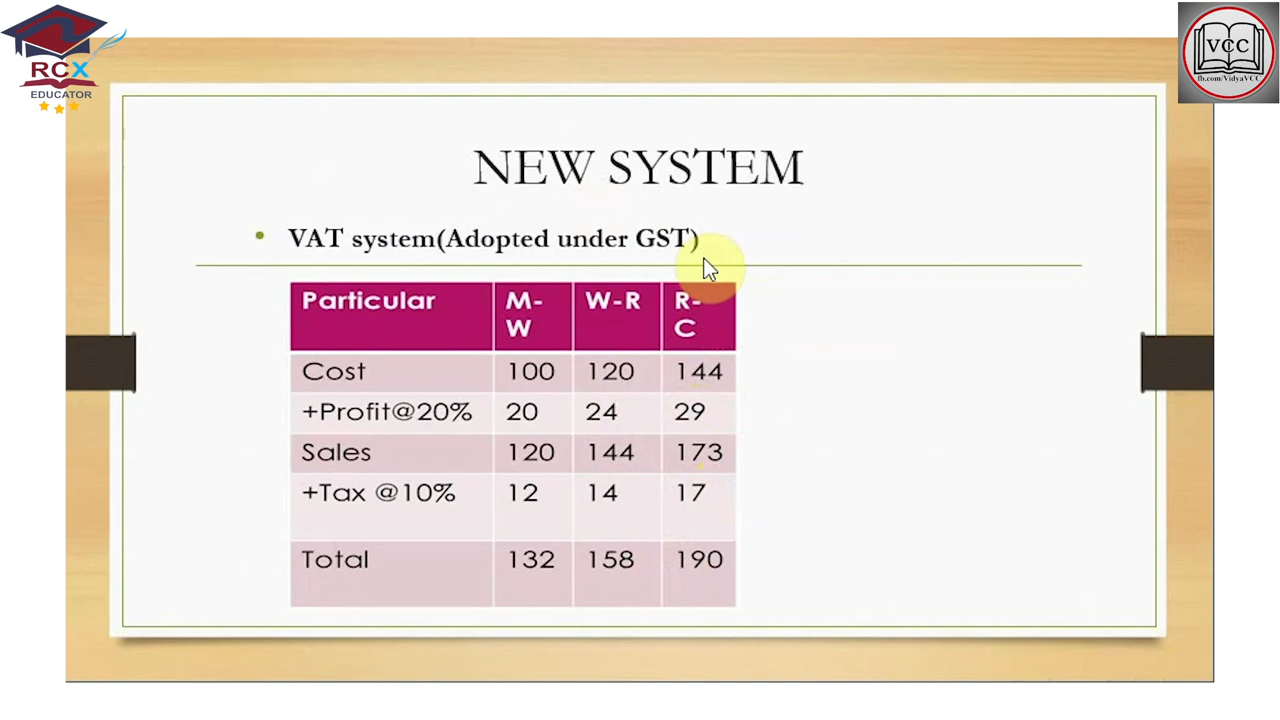 RCX
EDUCATOR
VCC
fb.com/VidyaVCC
NEW SYSTEM
• VAT system(Adopted under GST)
Particular M-W W-R R-C
Cost 100 120 144
+Profit@20% 20 24 29
Sales 120 144 173
+Tax @10% 12 14 17
Total 132 158 190